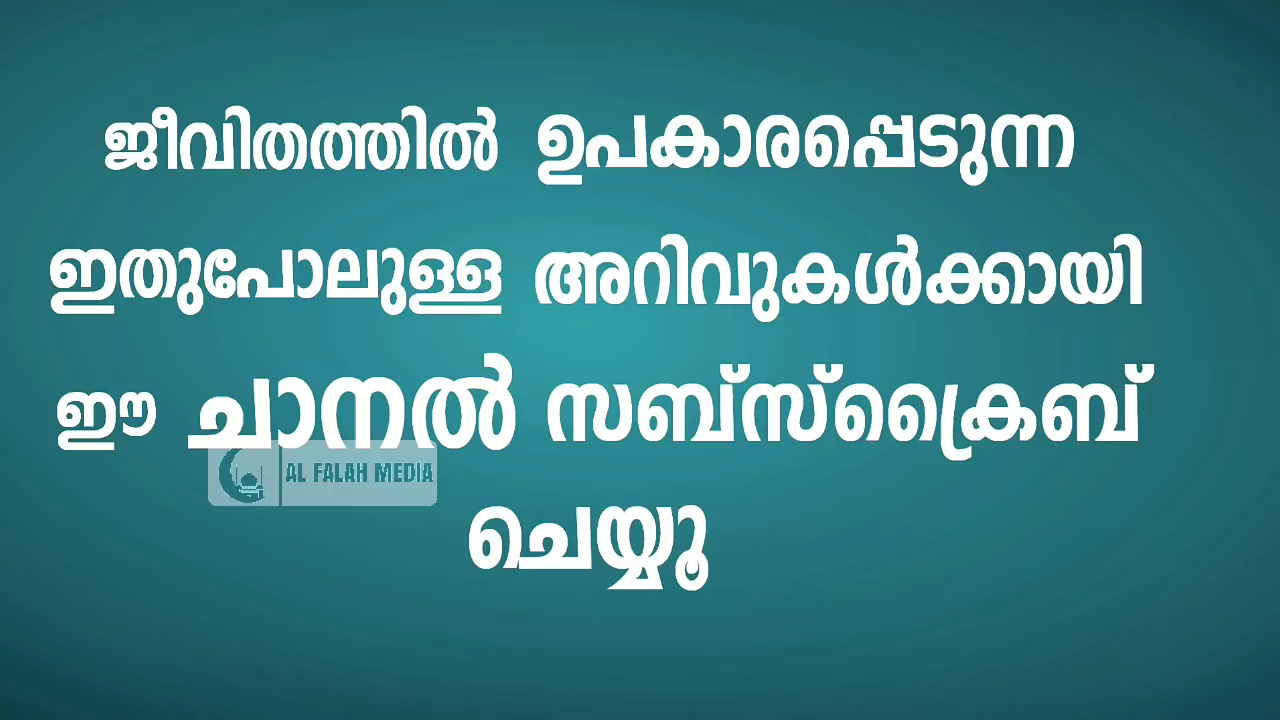 ജീവിതത്തിൽ ഉപകാരപ്പെടുന്ന
ഇതുപോലുള്ള അറിവുകൾക്കായി
ഈ ചാനൽ സബ്സ്ക്രൈബ്
AL FALAH MEDIA
ചെയ്യൂ